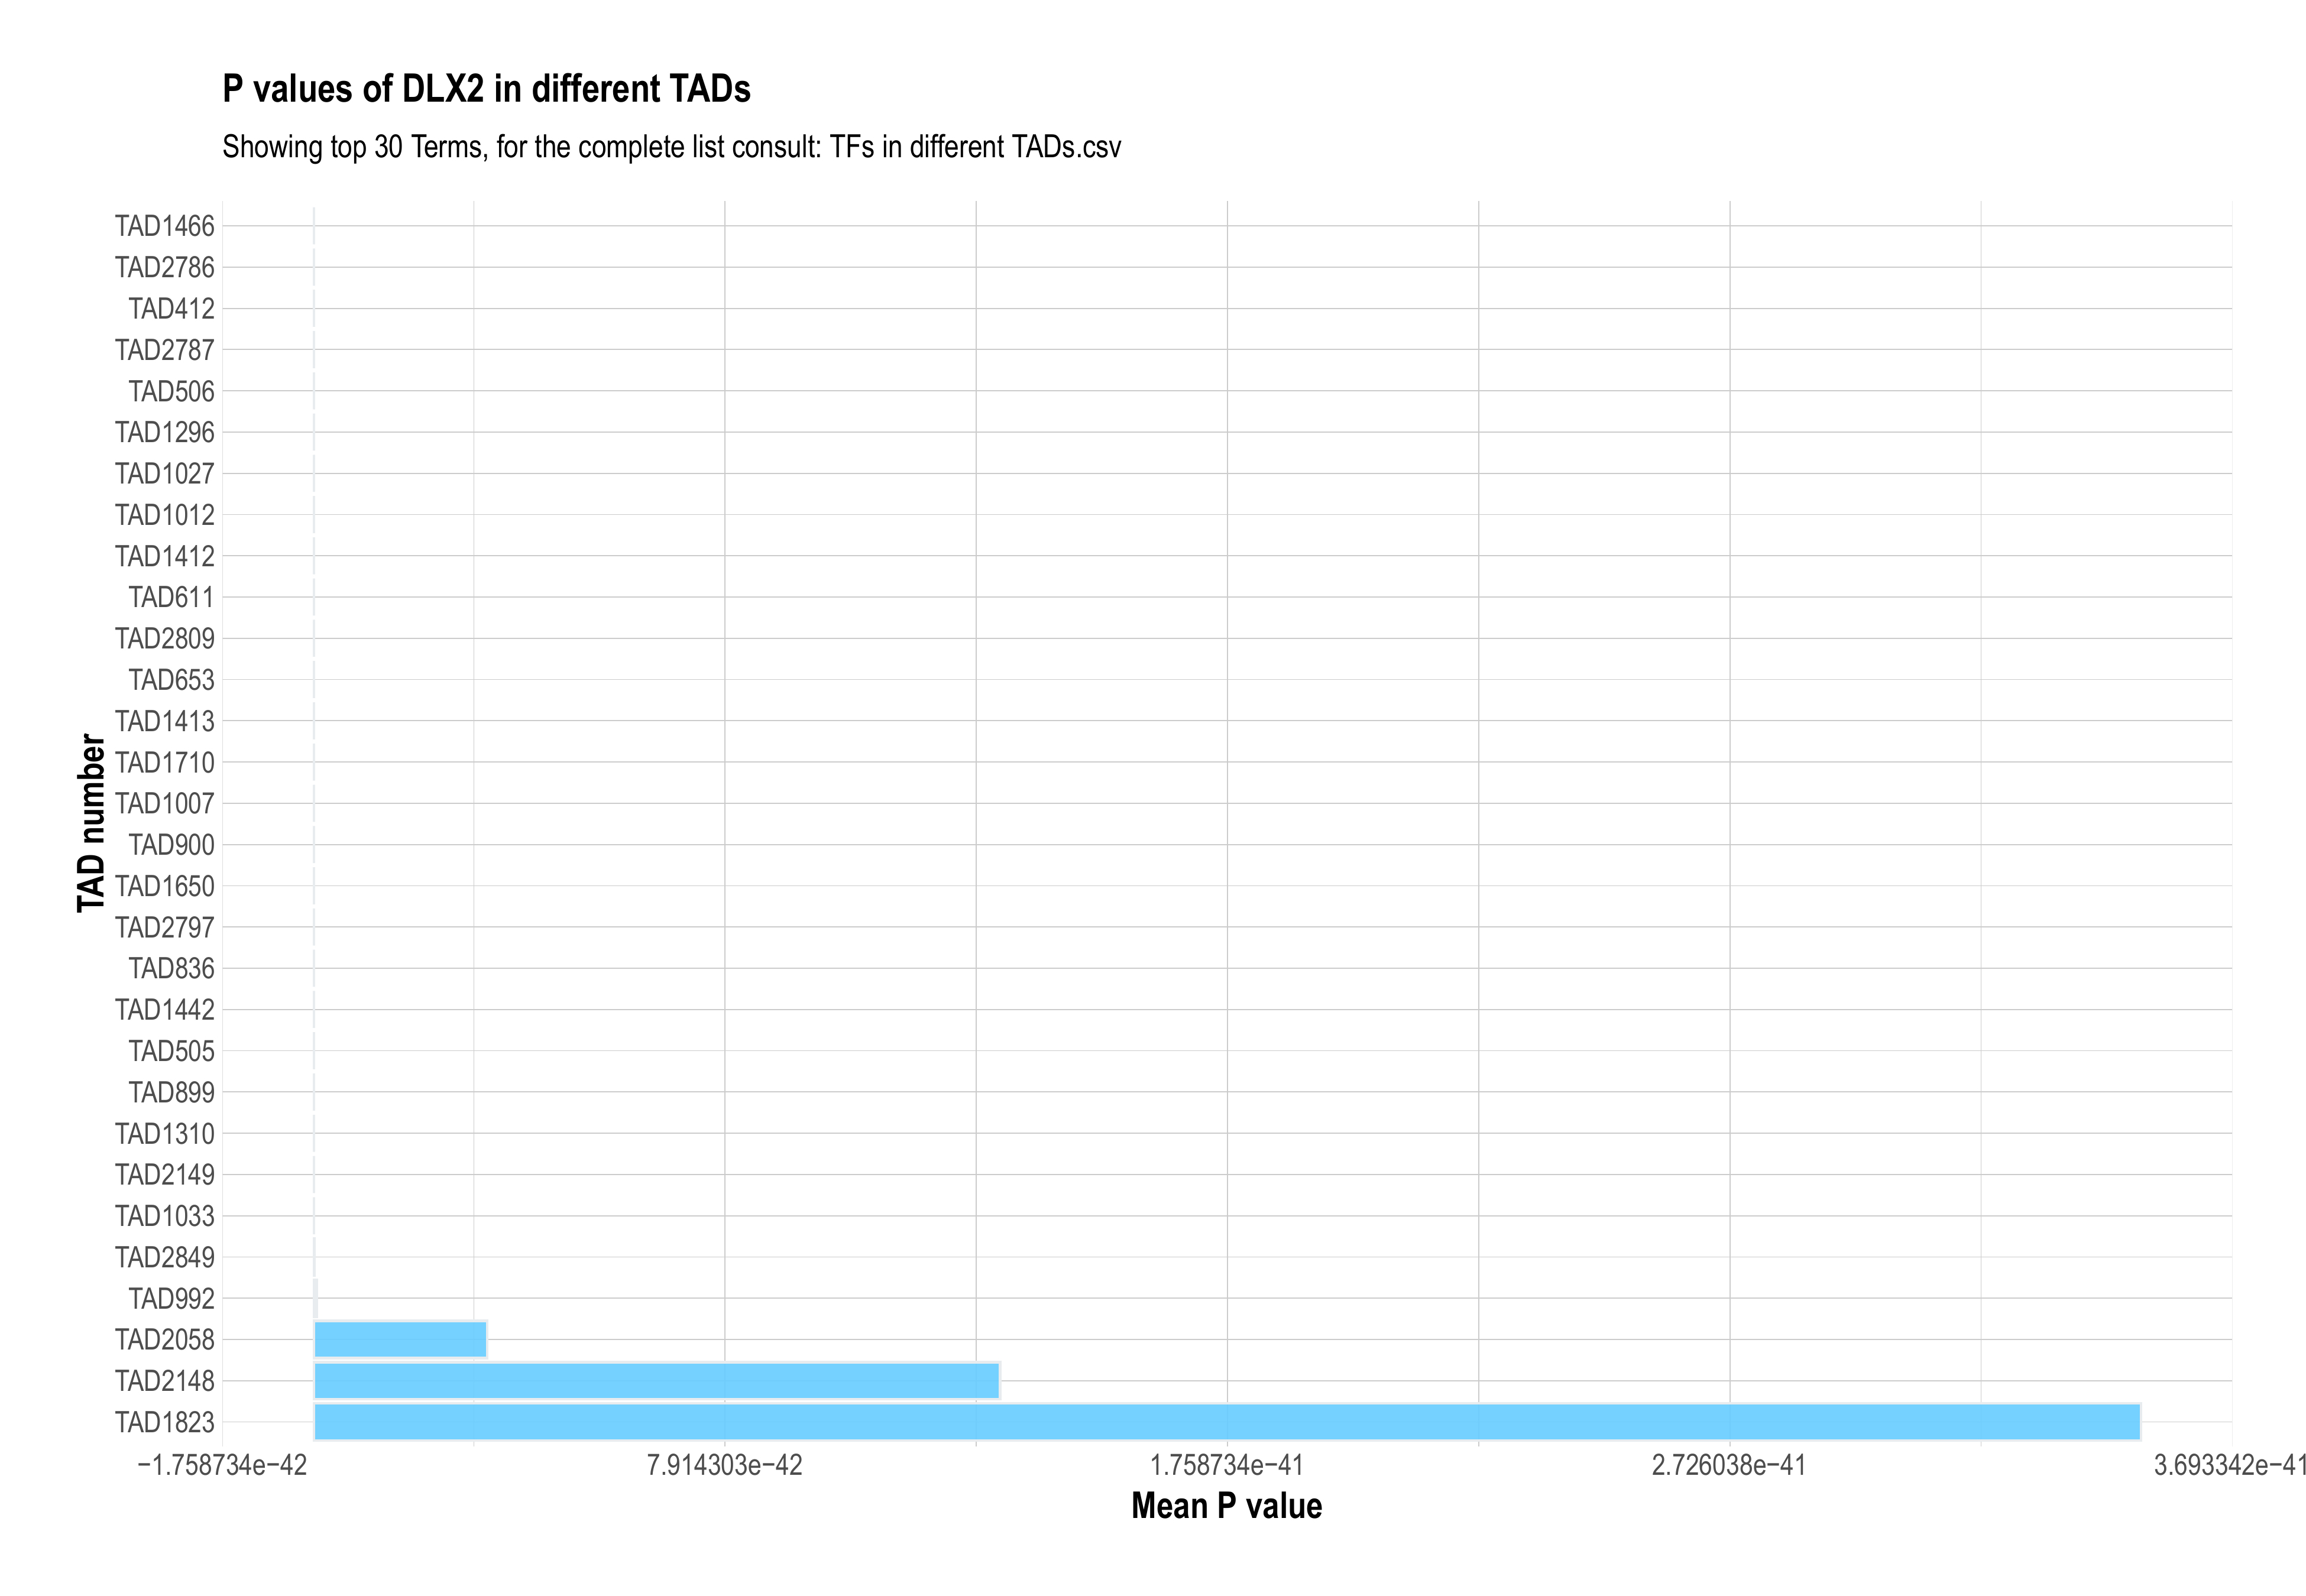 P values of DLX2 in different TADs
Showing top 30 Terms, for the complete list consult: TFs in different TADs.csv
TAD number
TAD1466
TAD2786
TAD412
TAD2787
TAD506
TAD1296
TAD1027
TAD1012
TAD1412
TAD611
TAD2809
TAD653
TAD1413
TAD1710
TAD1007
TAD900
TAD1650
TAD2797
TAD836
TAD1442
TAD505
TAD899
TAD1310
TAD2149
TAD1033
TAD2849
TAD992
TAD2058
TAD2148
TAD1823
−1.758734e−42 7.914303e−42 1.758734e−41 2.726038e−41 3.693342e−41
Mean P value